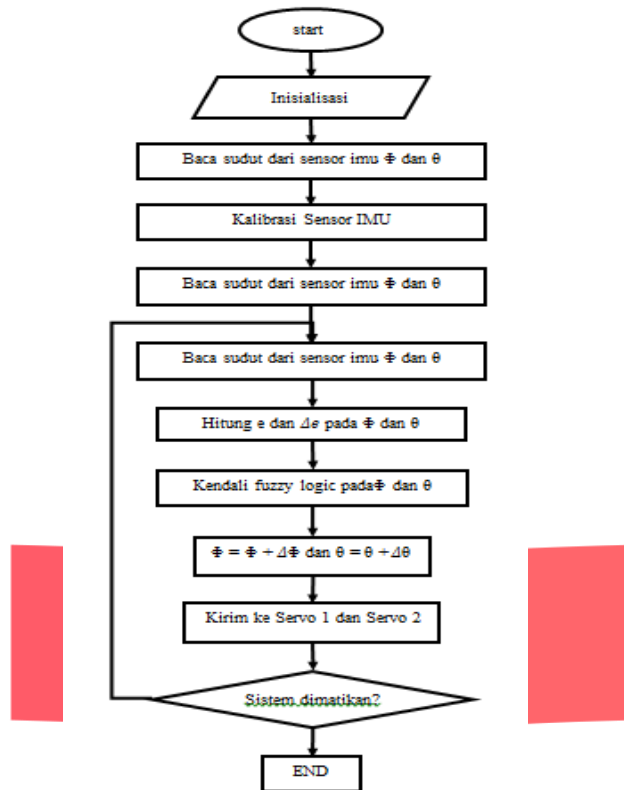 start
Inisialisasi
Baca sudut dari sensor imu Φ dan θ
Kalibrasi Sensor IMU
Baca sudut dari sensor imu Φ dan θ
Baca sudut dari sensor imu Φ dan θ
Hitung e dan Δe pada Φ dan θ
Kendali fuzzy logic padaΦ dan θ
Φ = Φ + ΔΦ dan θ = θ + Δθ
Kirim ke Servo 1 dan Servo 2
Sistem dimatikan?
END